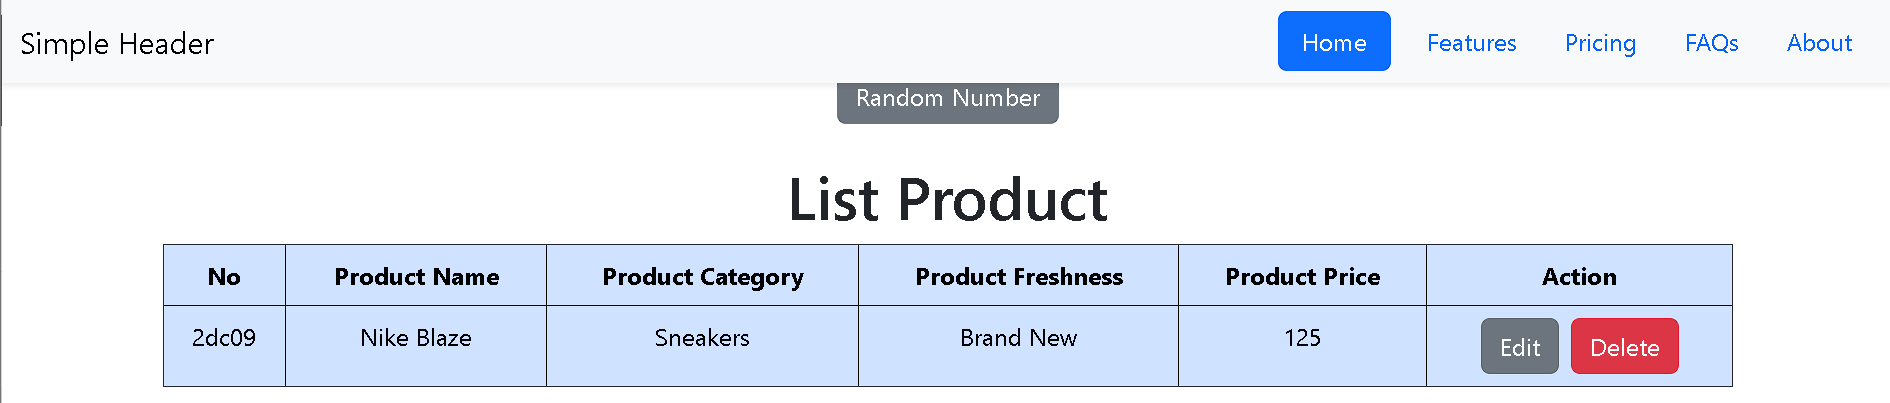 Simple Header Home Features Pricing FAQs About
Random Number
List Product
No Product Name Product Category Product Freshness Product Price Action
2dc09 Nike Blaze Sneakers Brand New 125 Edit Delete